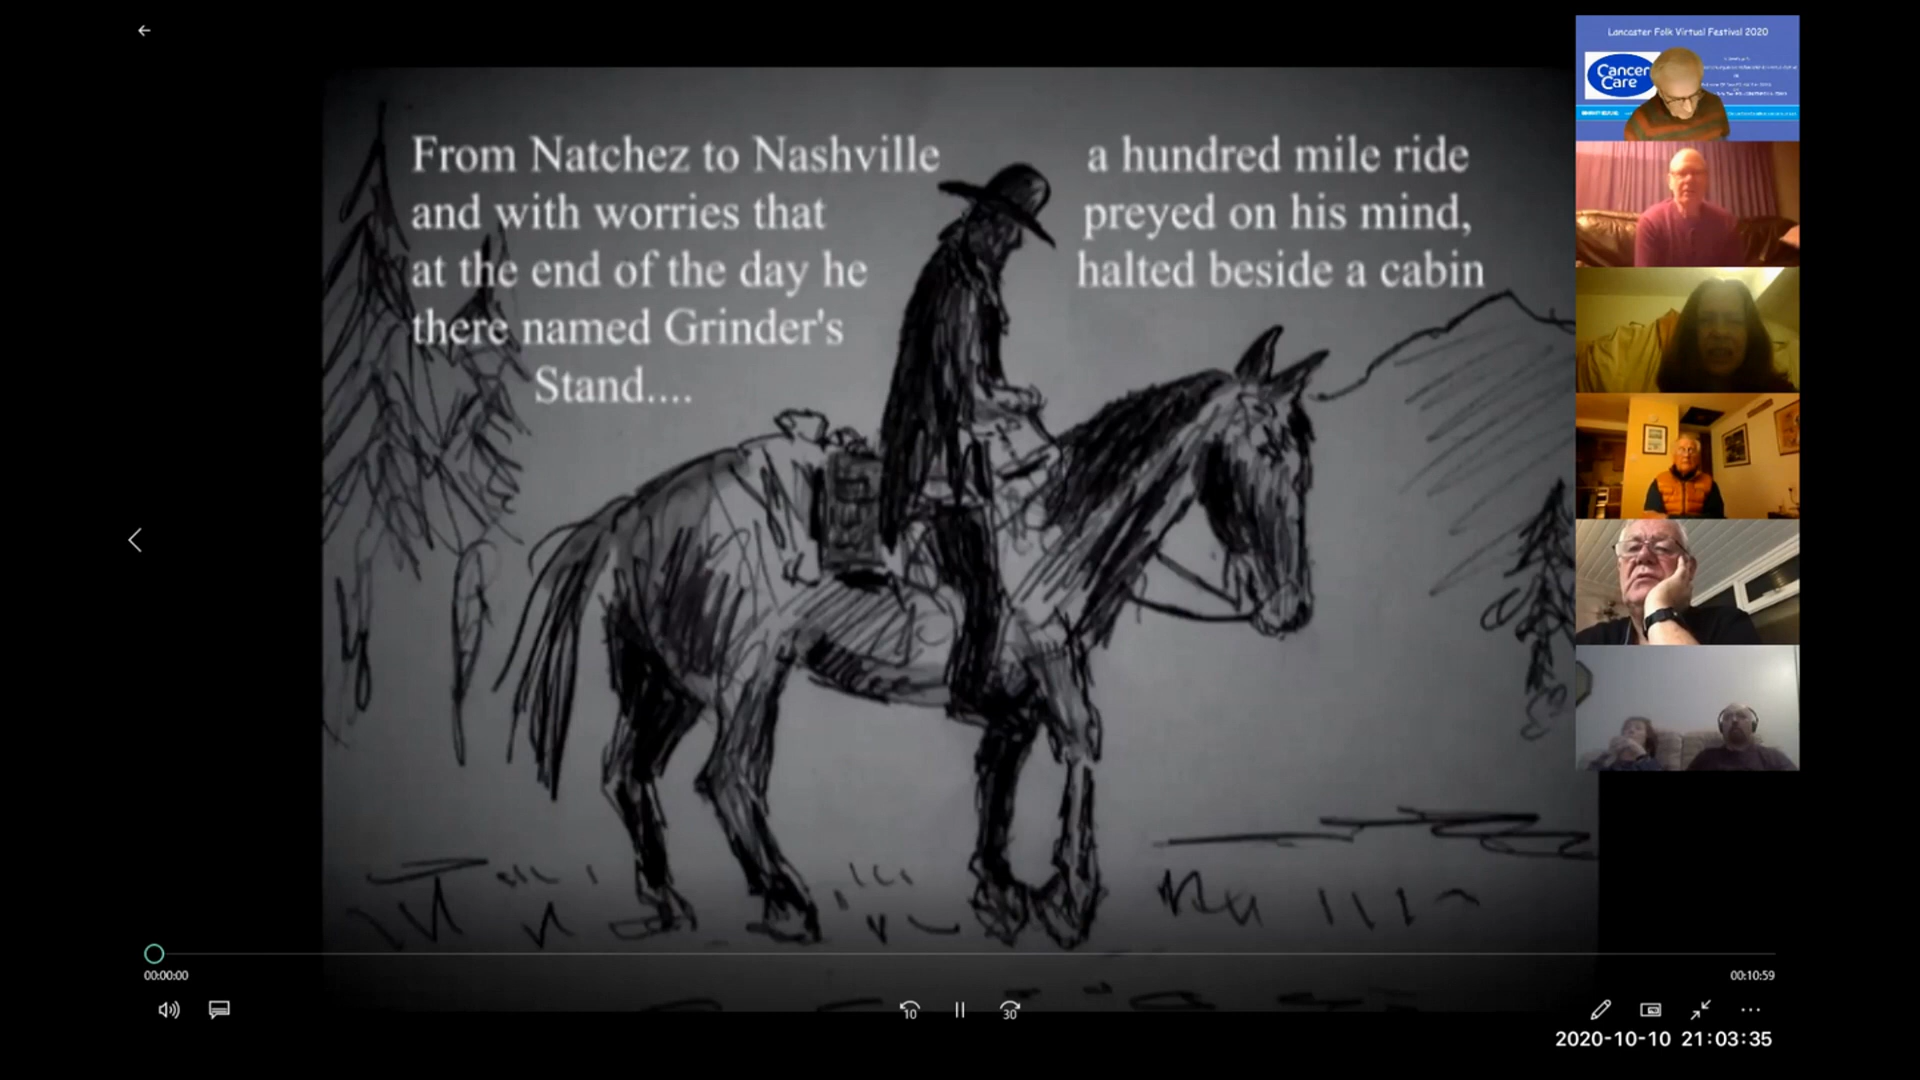 Lancaster Folk Virtual Festival 2020
Cancer
Care
From Natchez to Nashville a hundred mile ride
and with worries that preyed on his mind,
at the end of the day he halted beside a cabin
there named Grinder's
Stand....
00:00:00
00:10:59
10
30
2020-10-10 21:03:35